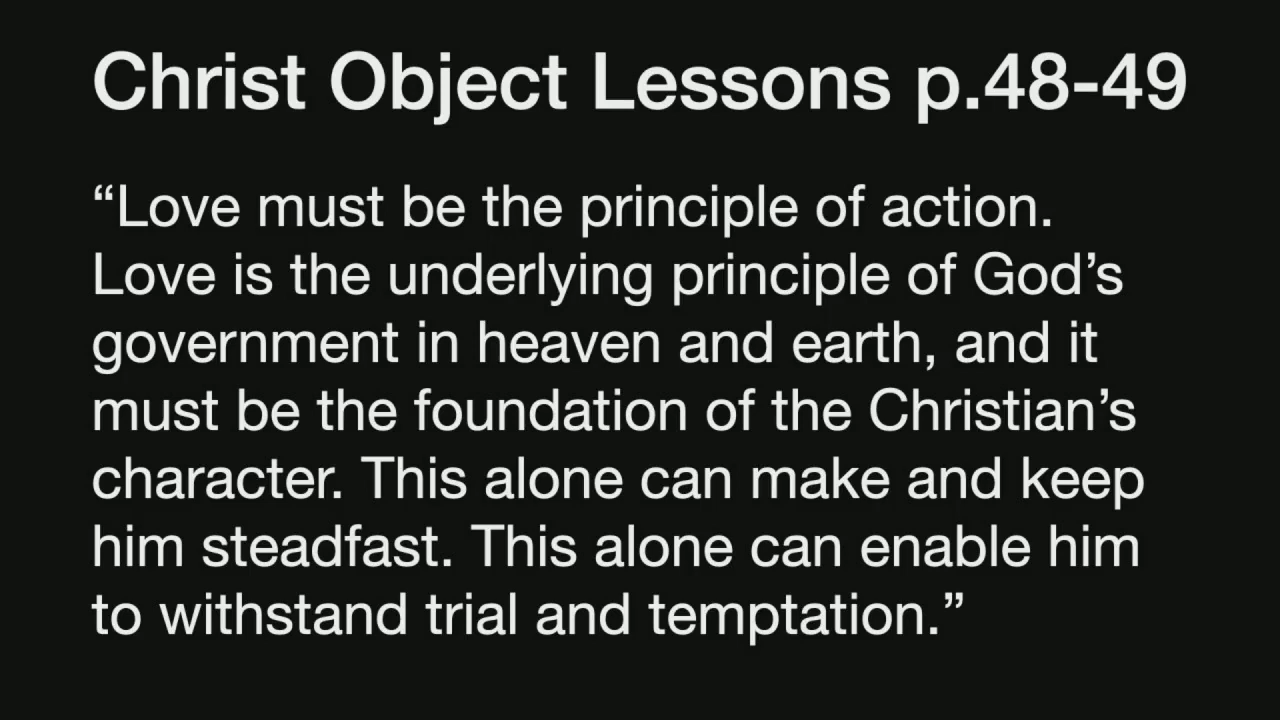 Christ Object Lessons p.48-49
“Love must be the principle of action.
Love is the underlying principle of God’s
government in heaven and earth, and it
must be the foundation of the Christian’s
character. This alone can make and keep
him steadfast. This alone can enable him
to withstand trial and temptation.”